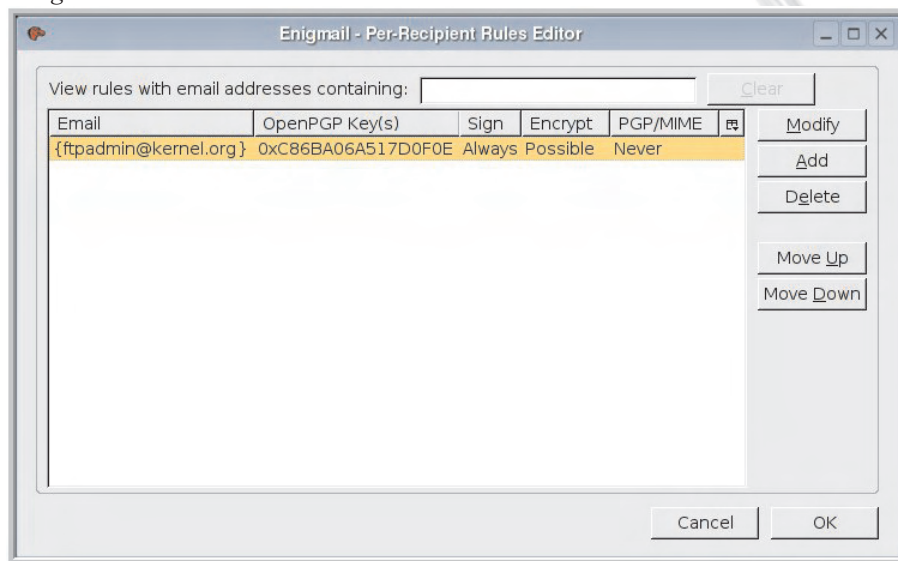 Enigmail - Per-Recipient Rules Editor
View rules with email addresses containing: Clear
Email OpenPGP Key(s) Sign Encrypt PGP/MIME Modify
{ftpadmin@kernel.org} 0xC86BA06A517D0F0E Always Possible Never
Add
Delete
Move Up
Move Down
Cancel OK